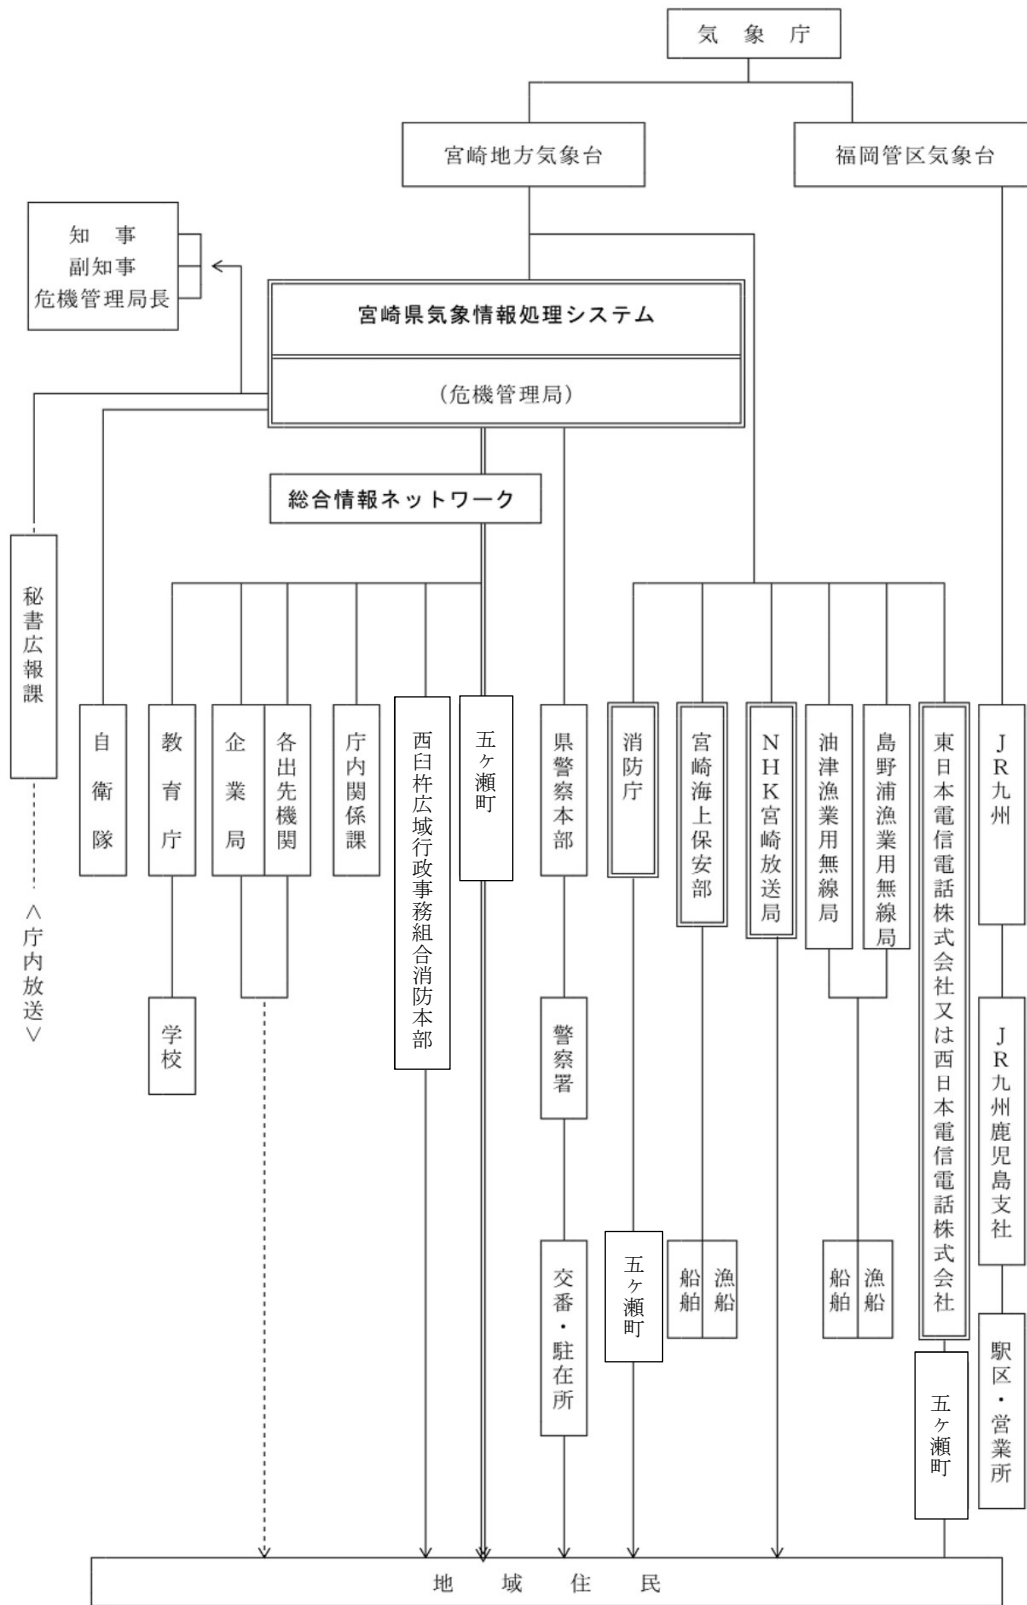 気象庁
宮崎地方気象台
福岡管区気象台
知事
副知事
危機管理局長
宮崎県気象情報処理システム
(危機管理局)
総合情報ネットワーク
秘書広報課
<庁内放送>
自衛隊
教育庁
学校
企業局
各出先機関
庁内関係課
西臼杵広域行政事務組合消防本部
五ヶ瀬町
県警察本部
警察署
交番・駐在所
消防庁
五ヶ瀬町
宮崎海上保安部
船舶
漁船
NHK宮崎放送局
油津漁業用無線局
島野浦漁業用無線局
船舶
漁船
東日本電信電話株式会社又は西日本電信電話株式会社
五ヶ瀬町
JR九州
JR九州鹿児島支社
駅区・営業所
地域住民